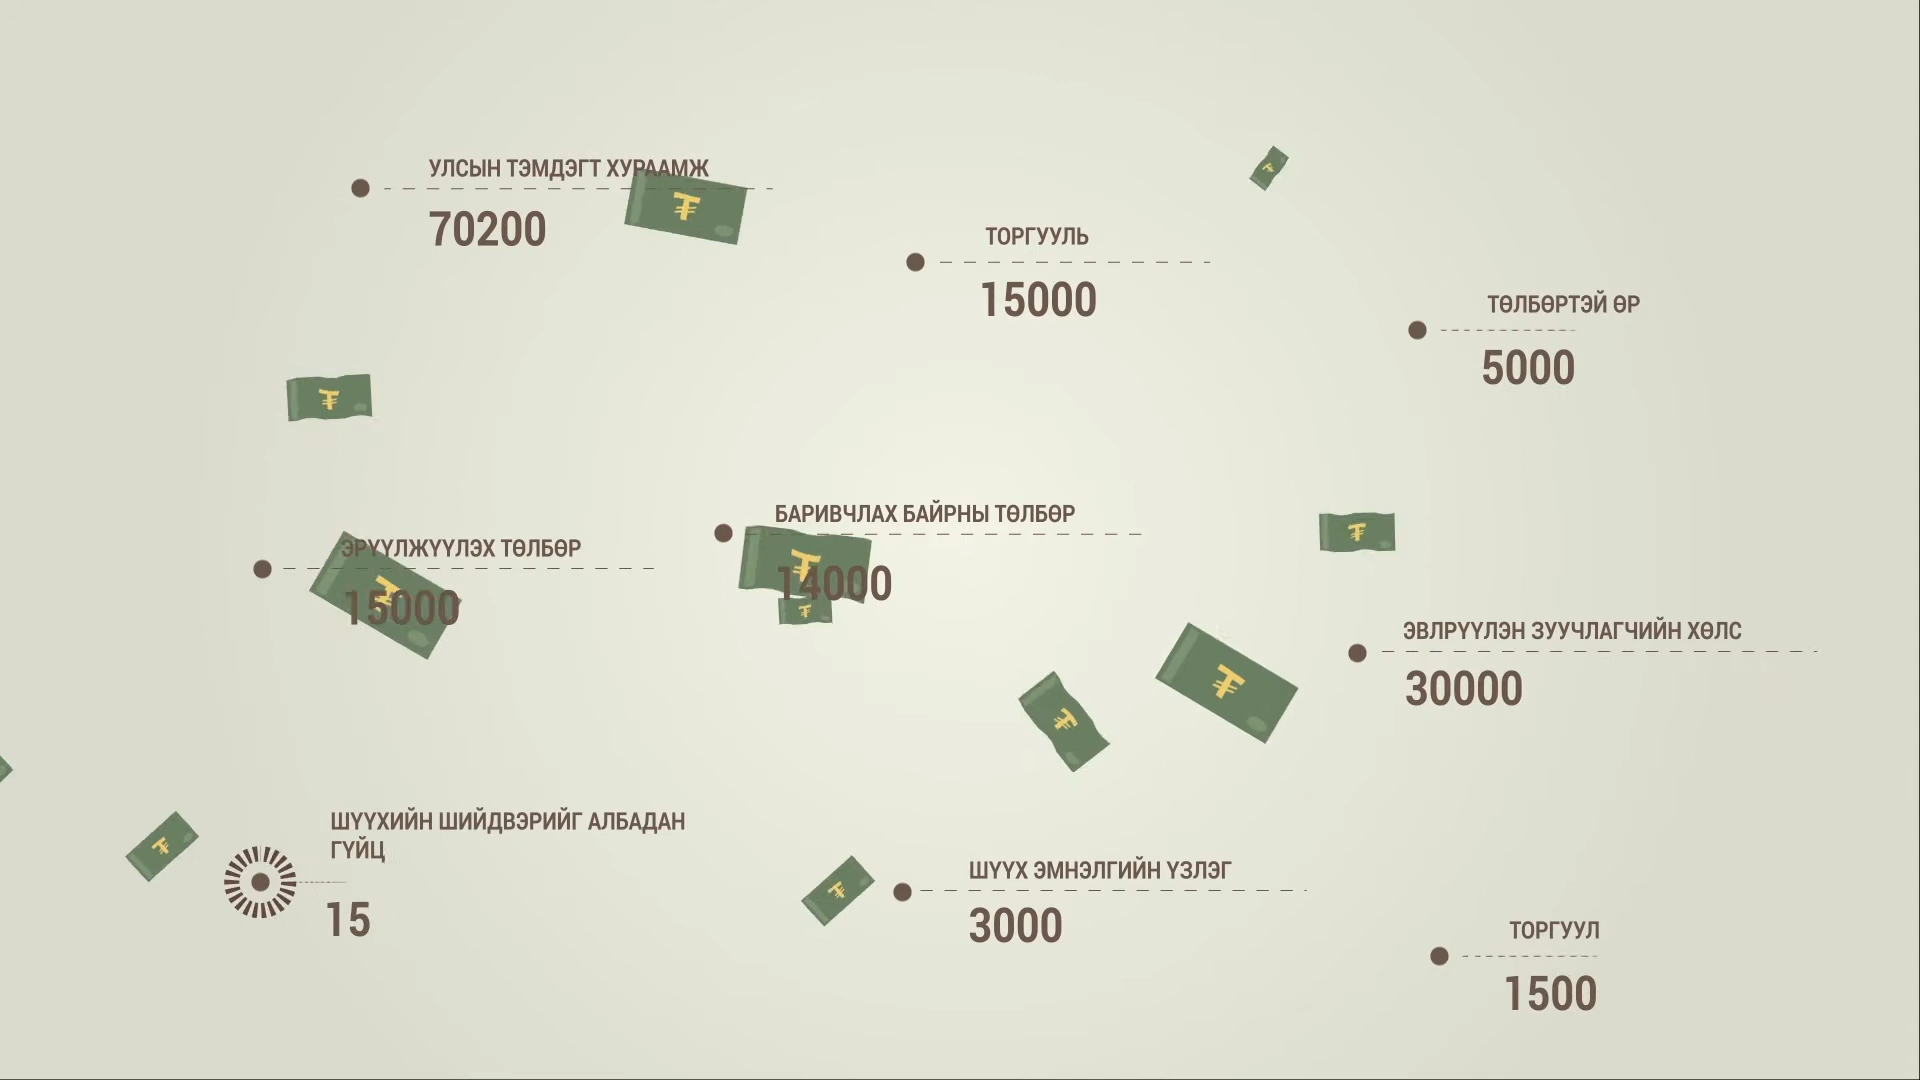 УЛСЫН ТЭМДЭГТ ХУРААМЖ
70200
ТОРГУУЛЬ
15000
ТӨЛБӨРТЭЙ ӨР
5000
БАРИВЧЛАХ БАЙРНЫ ТӨЛБӨР
14000
ЭРҮҮЛЖҮҮЛЭХ ТӨЛБӨР
15000
ЭВЛРҮҮЛЭН ЗУУЧЛАГЧИЙН ХӨЛС
30000
ШҮҮХИЙН ШИЙДВЭРИЙГ АЛБАДАН
ГҮЙЦ
15
ШҮҮХ ЭМНЭЛГИЙН ҮЗЛЭГ
3000
ТОРГУУЛ
1500